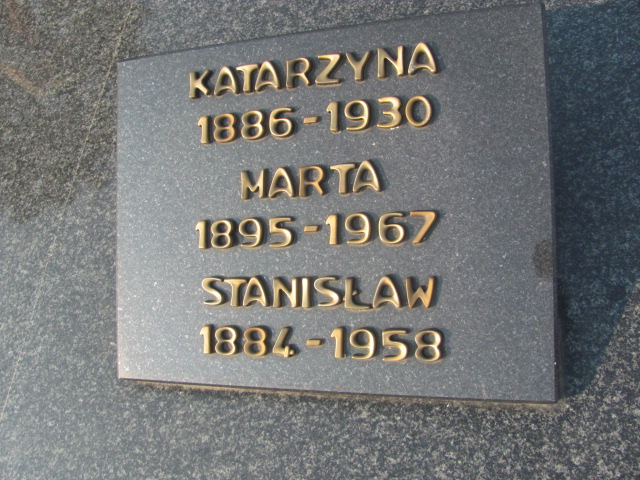 KATARZYNA
1886-1930
MARTA
1895-1967
STANISŁAW
1884-1958